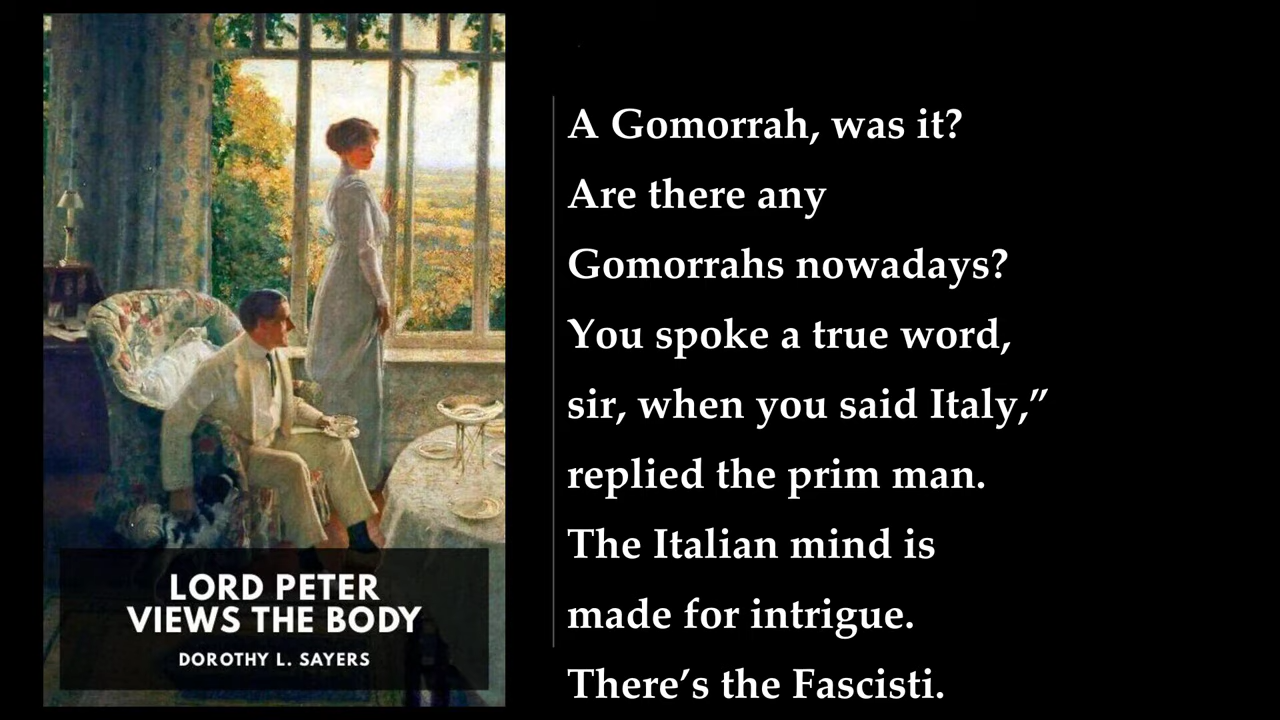 LORD PETER
VIEWS THE BODY
DOROTHY L. SAYERS
A Gomorrah, was it?
Are there any
Gomorrahs nowadays?
You spoke a true word,
sir, when you said Italy,”
replied the prim man.
The Italian mind is
made for intrigue.
There’s the Fascisti.